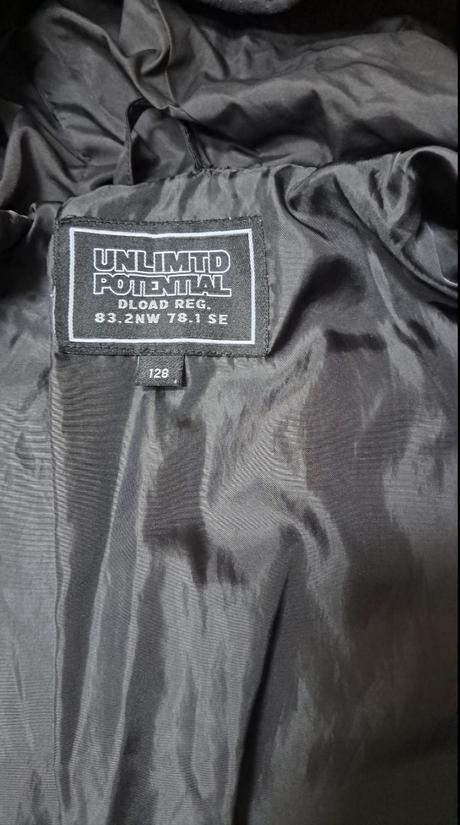 UNLIMTD
POTENTIAL
DLOAD REG.
83.2NW 78.1 SE
128